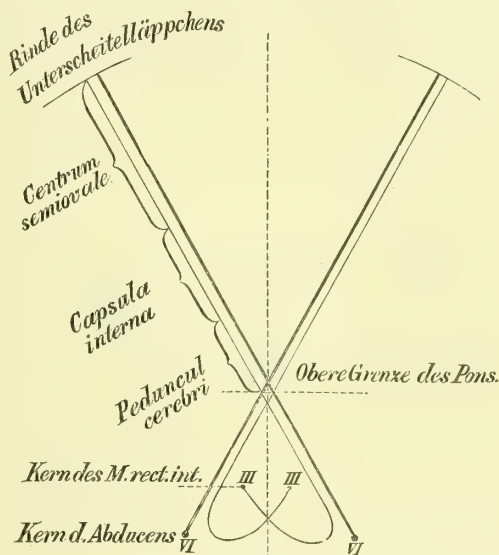 Rinde des
Unterscheitelläppchens
Centrum
semiovale.
Capsula
interna
Peduncul
cerebri
Obere Grenze des Pons.
Kern des M. rect. int.
III III
Kern d. Abducens
VI VI